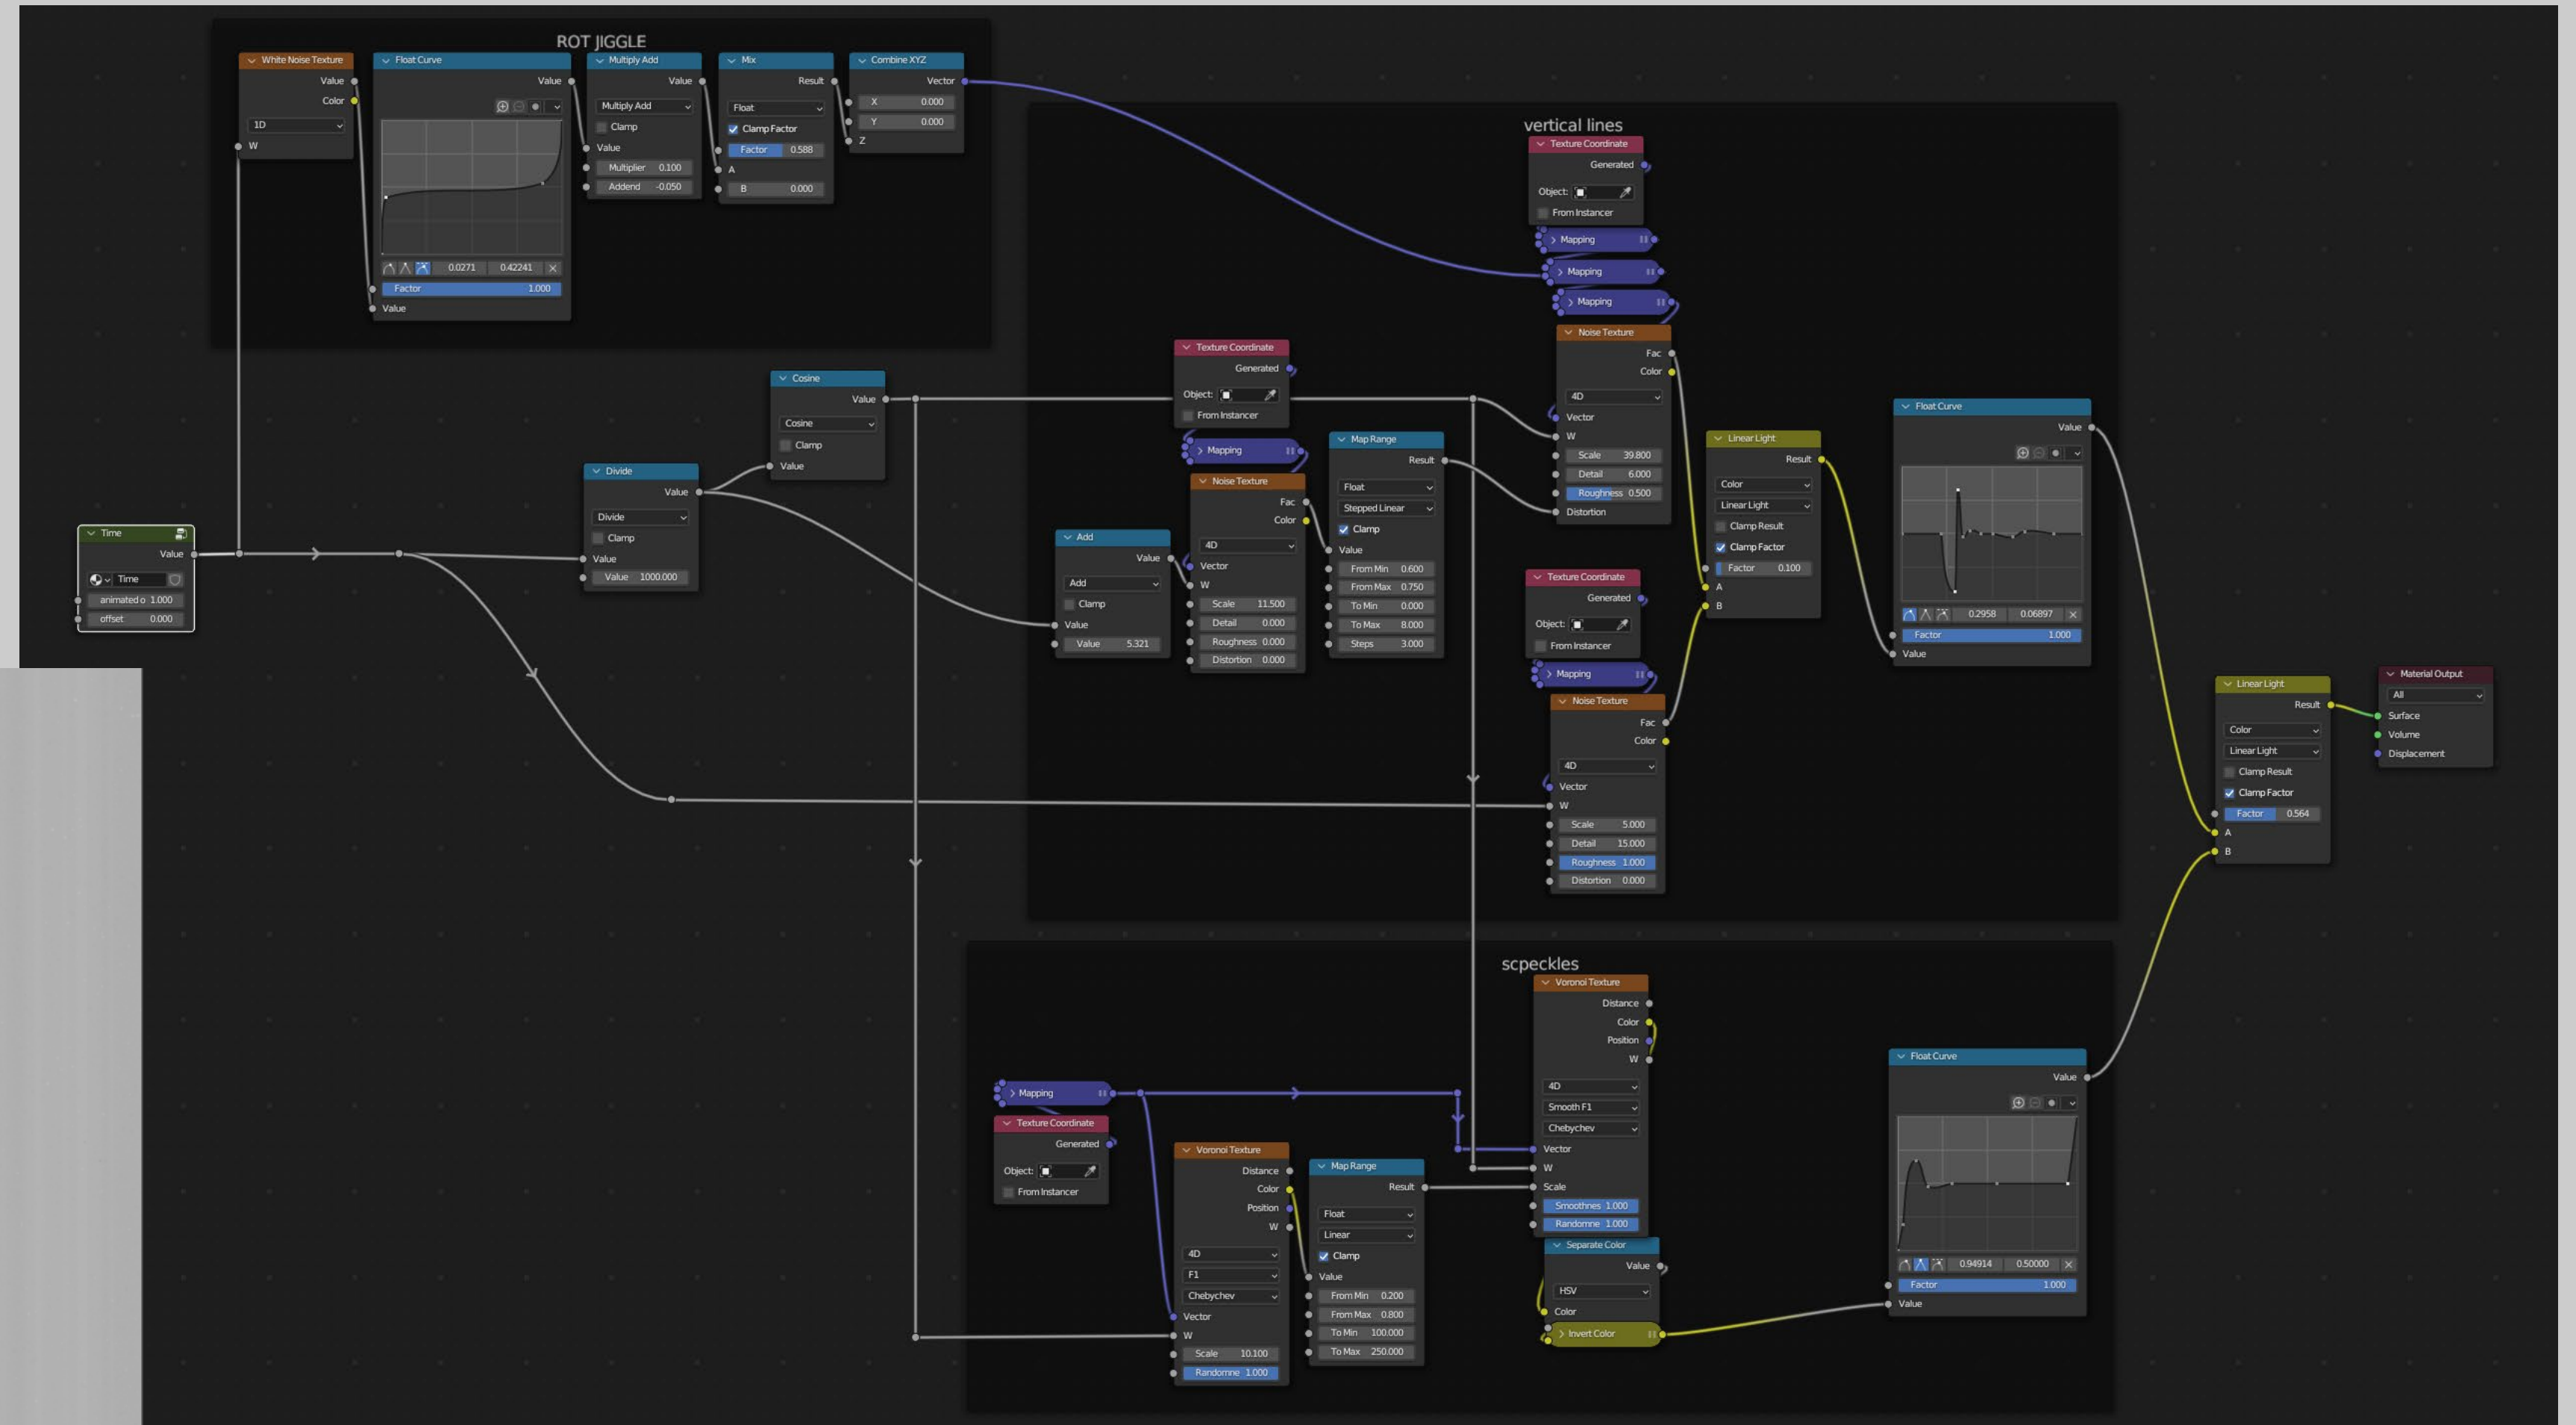 ROT JIGGLE
White Noise Texture
Value
Color
1D
W
Float Curve
Value
0.0271 0.42241
Factor 1.000
Value
Multiply Add
Value
Multiply Add
Clamp
Value
Multiplier 0.100
Addend -0.050
Mix
Result
Float
Clamp Factor
Factor 0.588
A
B 0.000
Combine XYZ
Vector
X 0.000
Y 0.000
Z
Time
Value
Time
animated o 1.000
offset 0.000
Divide
Value
Divide
Clamp
Value
Value 1000.000
Cosine
Value
Cosine
Clamp
Value
vertical lines
Texture Coordinate
Generated
Object:
From Instancer
Mapping
Mapping
Mapping
Noise Texture
Fac
Color
4D
Vector
W
Scale 39.800
Detail 6.000
Roughness 0.500
Distortion
Texture Coordinate
Generated
Object:
From Instancer
Mapping
Noise Texture
Fac
Color
4D
Vector
W
Scale 11.500
Detail 0.000
Roughness 0.000
Distortion 0.000
Add
Value
Add
Clamp
Value
Value 5.321
Map Range
Result
Float
Stepped Linear
Clamp
Value
From Min 0.600
From Max 0.750
To Min 0.000
To Max 8.000
Steps 3.000
Texture Coordinate
Generated
Object:
From Instancer
Mapping
Noise Texture
Fac
Color
4D
Vector
W
Scale 5.000
Detail 15.000
Roughness 1.000
Distortion 0.000
Linear Light
Result
Color
Linear Light
Clamp Result
Clamp Factor
Factor 0.100
A
B
Float Curve
Value
0.2958 0.06897
Factor 1.000
Value
Linear Light
Result
Color
Linear Light
Clamp Result
Clamp Factor
Factor 0.564
A
B
Material Output
All
Surface
Volume
Displacement
scpeckles
Mapping
Texture Coordinate
Generated
Object:
From Instancer
Voronoi Texture
Distance
Color
Position
W
4D
F1
Chebychev
Vector
W
Scale 10.100
Randomne 1.000
Map Range
Result
Float
Linear
Clamp
Value
From Min 0.200
From Max 0.800
To Min 100.000
To Max 250.000
Voronoi Texture
Distance
Color
Position
W
4D
Smooth F1
Chebychev
Vector
W
Scale
Smoothnes 1.000
Randomne 1.000
Separate Color
Value
HSV
Color
Invert Color
Float Curve
Value
0.94914 0.50000
Factor 1.000
Value